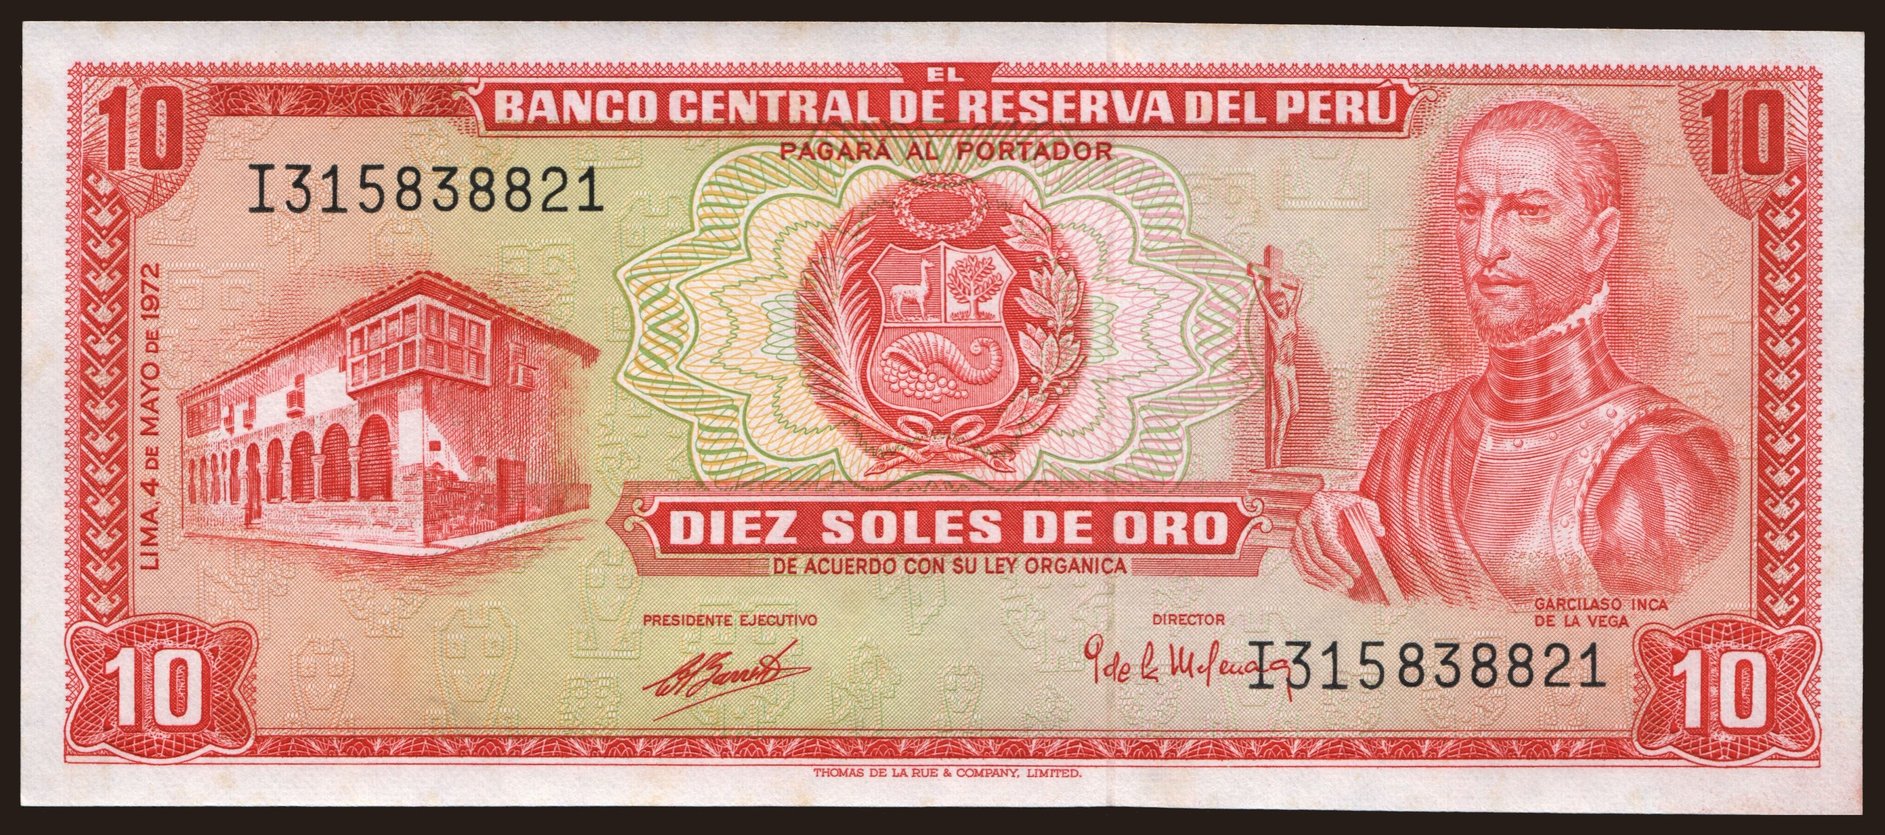 10
10
EL
BANCO CENTRAL DE RESERVA DEL PERÚ
PAGARÁ AL PORTADOR
I315838821
LIMA, 4 DE MAYO DE 1972
DIEZ SOLES DE ORO
DE ACUERDO CON SU LEY ORGANICA
GARCILASO INCA
DE LA VEGA
PRESIDENTE EJECUTIVO
DIRECTOR
I315838821
10
10
THOMAS DE LA RUE & COMPANY, LIMITED.